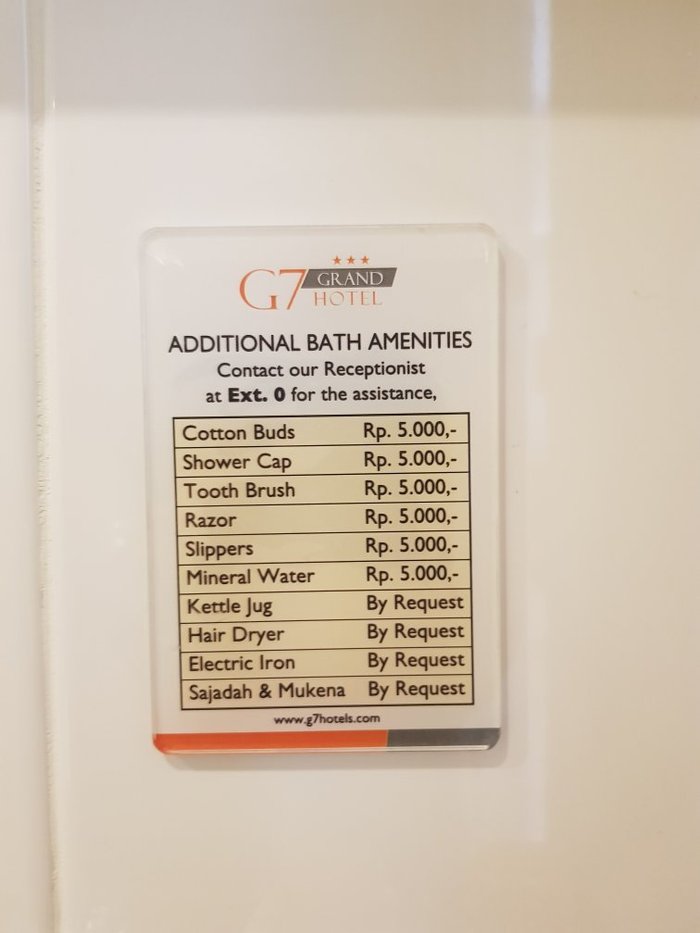 G7 GRAND
HOTEL
ADDITIONAL BATH AMENITIES
Contact our Receptionist
at Ext. 0 for the assistance,
Cotton Buds Rp. 5.000,-
Shower Cap Rp. 5.000,-
Tooth Brush Rp. 5.000,-
Razor Rp. 5.000,-
Slippers Rp. 5.000,-
Mineral Water Rp. 5.000,-
Kettle Jug By Request
Hair Dryer By Request
Electric Iron By Request
Sajadah & Mukena By Request
www.g7hotels.com